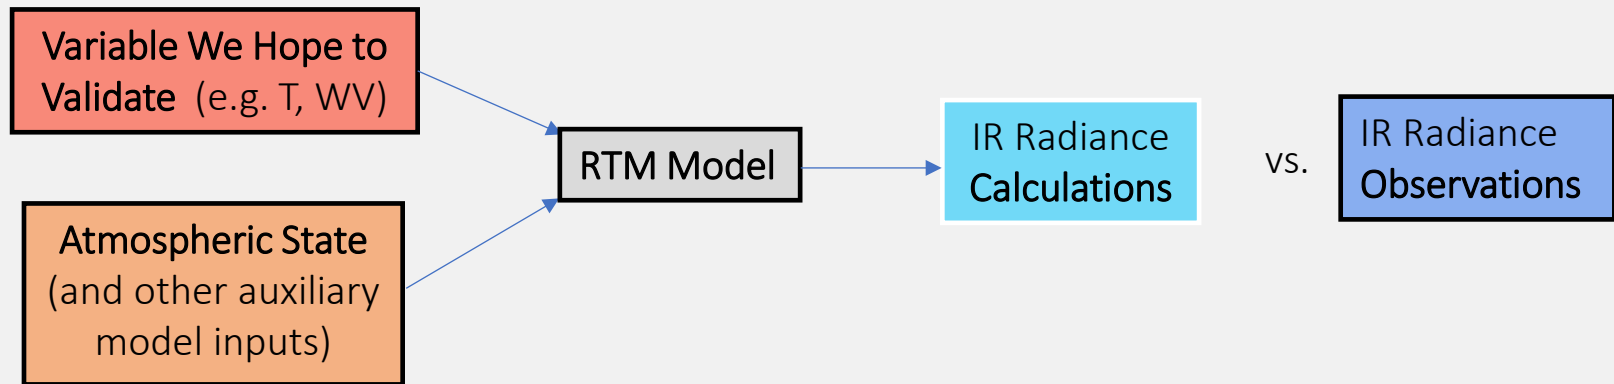 Variable We Hope to
Validate (e.g. T, WV)
Atmospheric State
(and other auxiliary
model inputs)
RTM Model
IR Radiance
Calculations
vs.
IR Radiance
Observations